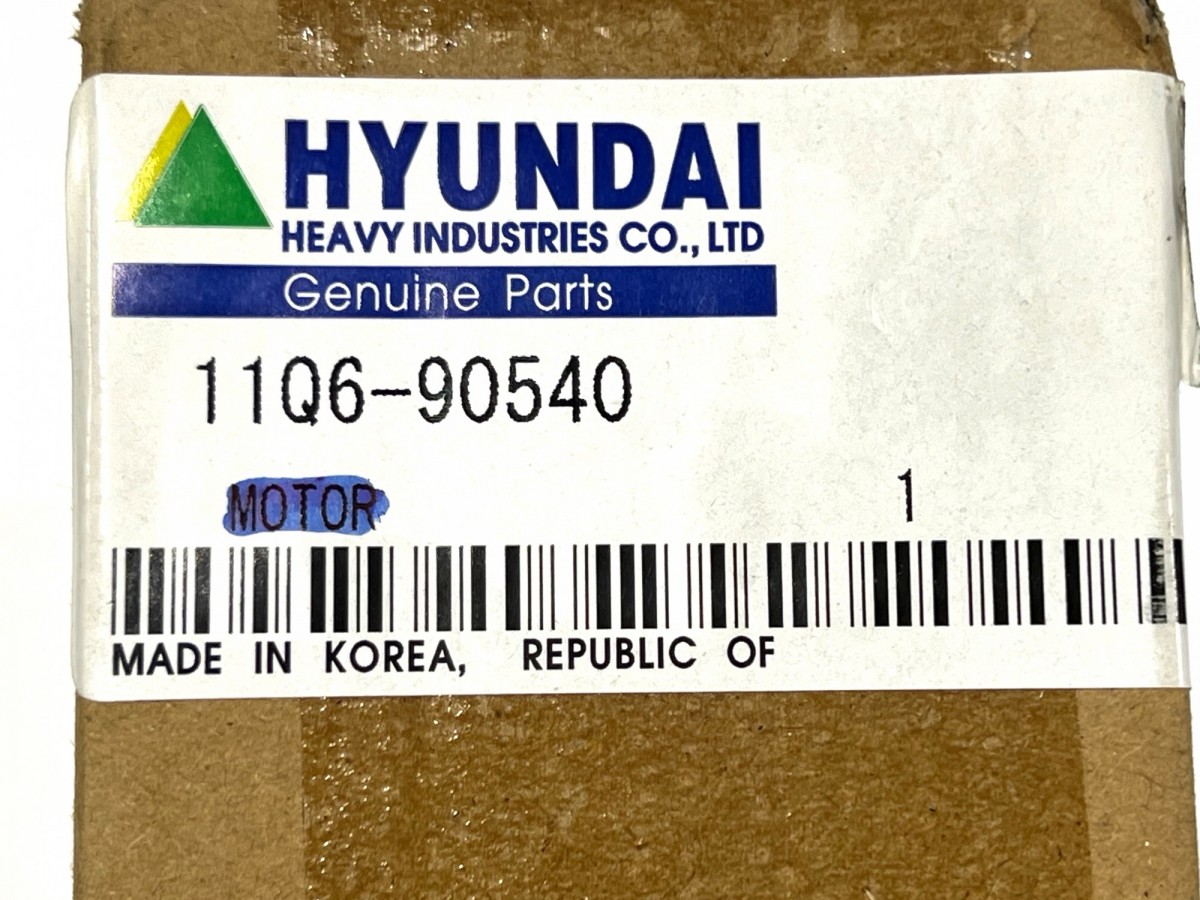 HYUNDAI
HEAVY INDUSTRIES CO., LTD
Genuine Parts
11Q6-90540
MOTOR 1
MADE IN KOREA, REPUBLIC OF